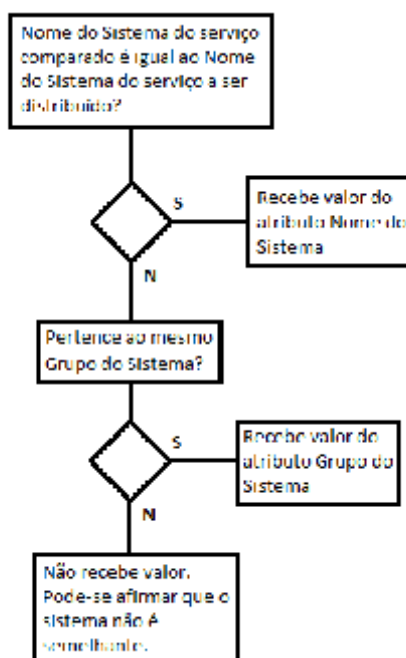 Nome do Sistema do serviço
comparado é igual ao Nome
do Sistema do serviço a ser
distribuído?
S
Recebe valor do
atributo Nome do
Sistema
N
Pertence ao mesmo
Grupo do Sistema?
S
Recebe valor do
atributo Grupo do
Sistema
N
Não recebe valor.
Pode-se afirmar que o
sistema não é
semelhante.